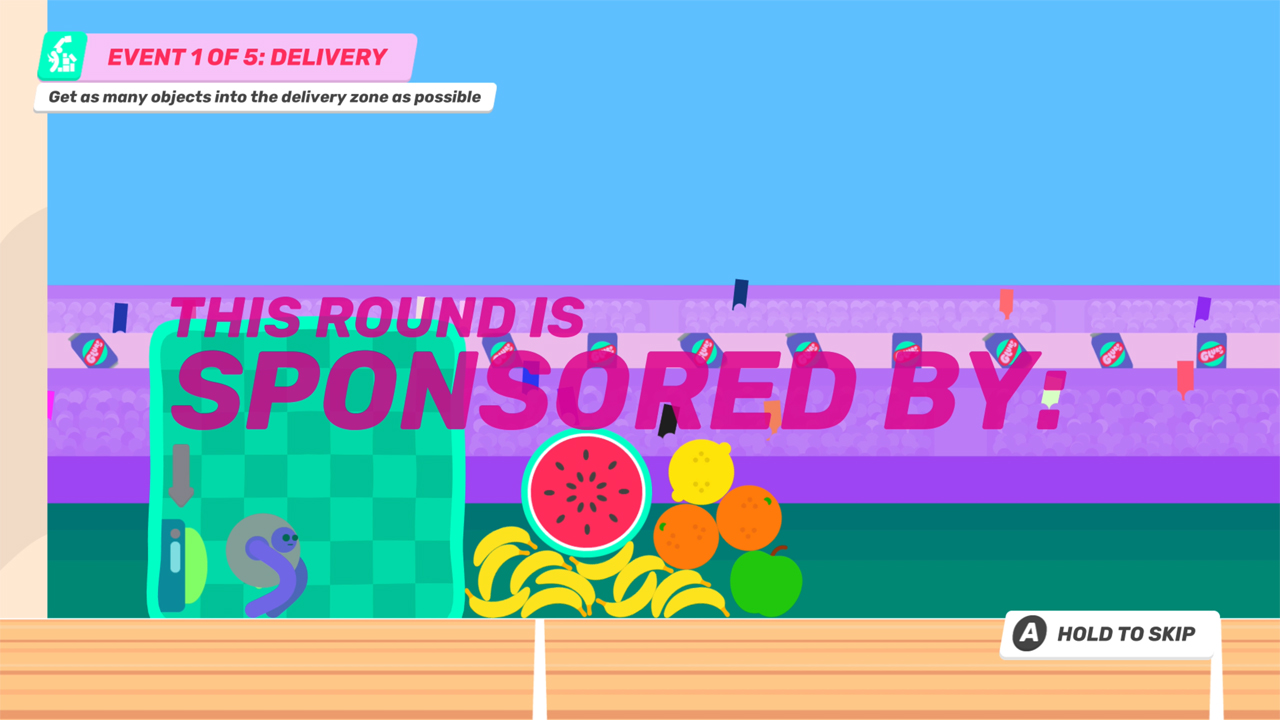 EVENT 1 OF 5: DELIVERY
Get as many objects into the delivery zone as possible
THIS ROUND IS
SPONSORED BY:
A HOLD TO SKIP